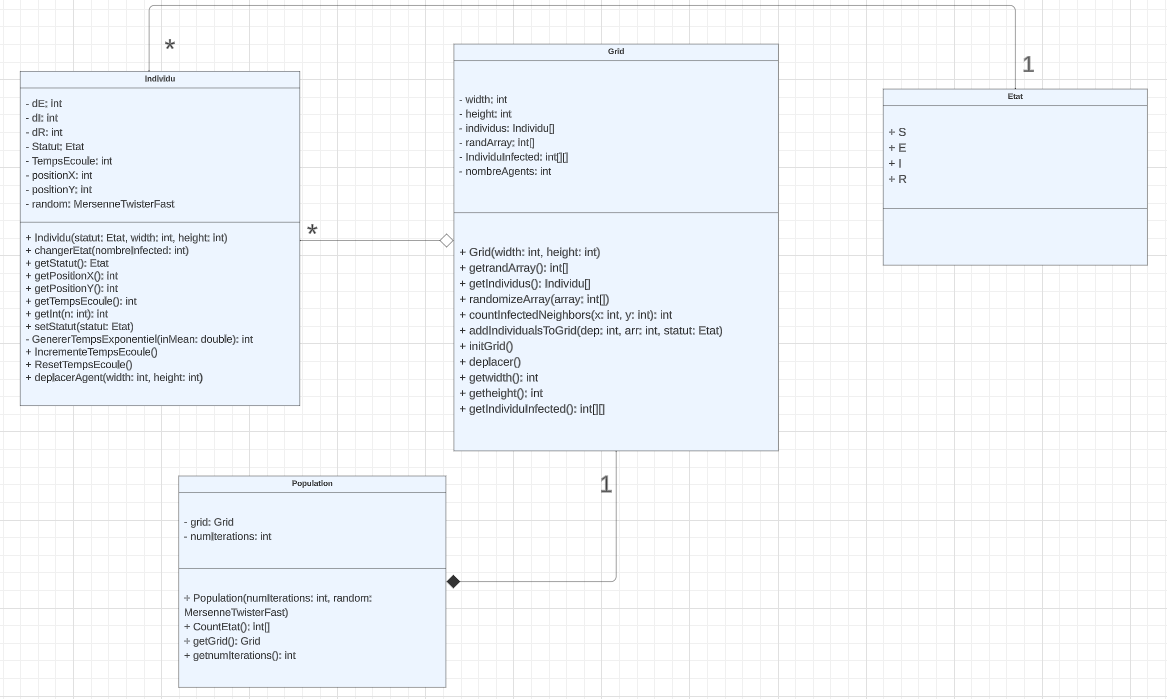 *
1
Individu
- dE: int
- dI: int
- dR: int
- Statut: Etat
- TempsEcoule: int
- positionX: int
- positionY: int
- random: MersenneTwisterFast
+ Individu(statut: Etat, width: int, height: int)
+ changerEtat(nombreInfected: int)
+ getStatut(): Etat
+ getPositionX(): int
+ getPositionY(): int
+ getTempsEcoule(): int
+ getInt(n: int): int
+ setStatut(statut: Etat)
- GenererTempsExponentiel(inMean: double): int
+ IncrementeTempsEcoule()
+ ResetTempsEcoule()
+ deplacerAgent(width: int, height: int)
*
Grid
- width: int
- height: int
- individus: Individu[]
- randArray: int[]
- IndividuInfected: int[][]
- nombreAgents: int
+ Grid(width: int, height: int)
+ getrandArray(): int[]
+ getIndividus(): Individu[]
+ randomizeArray(array: int[])
+ countInfectedNeighbors(x: int, y: int): int
+ addIndividualsToGrid(dep: int, arr: int, statut: Etat)
+ initGrid()
+ deplacer()
+ getwidth(): int
+ getheight(): int
+ getIndividuInfected(): int[][]
Etat
+ S
+ E
+ I
+ R
1
Population
- grid: Grid
- numIterations: int
+ Population(numIterations: int, random:
MersenneTwisterFast)
+ CountEtat(): int[]
+ getGrid(): Grid
+ getnumIterations(): int